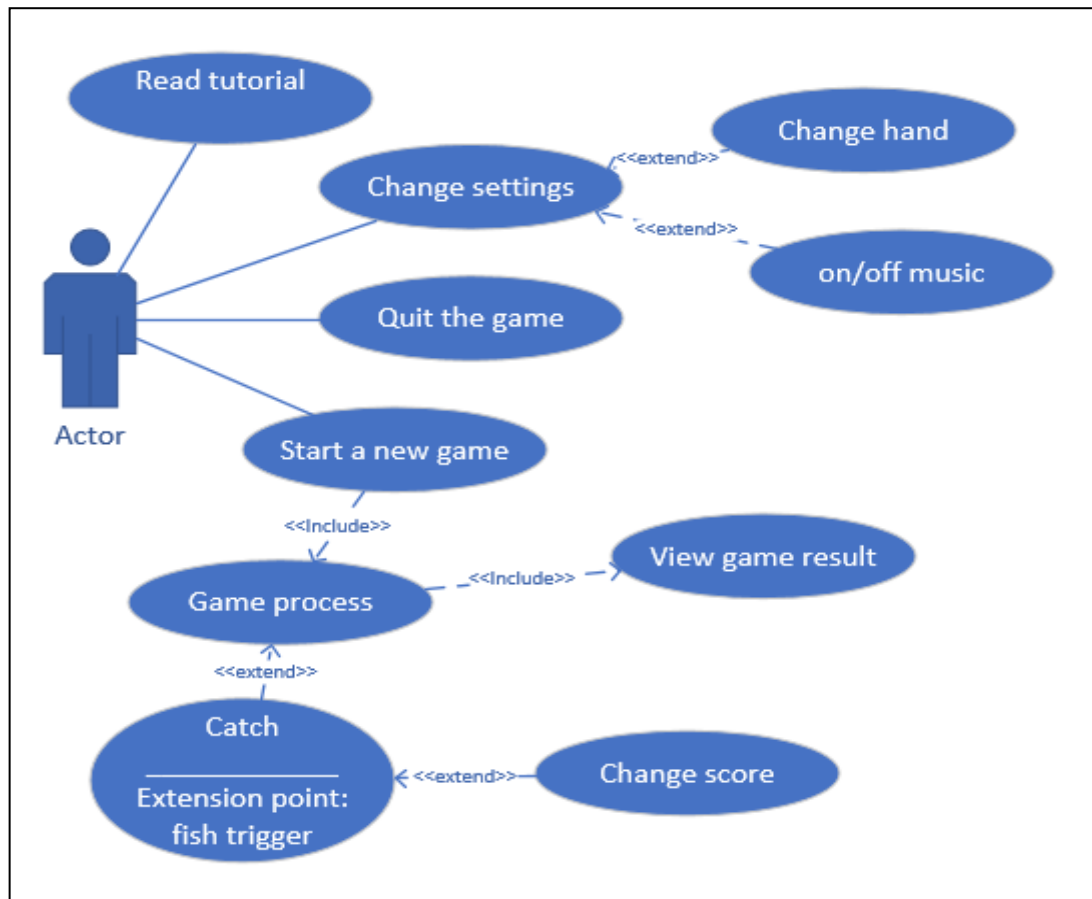 Read tutorial
Change hand
<<extend>>
Change settings
<<extend>>
on/off music
Quit the game
Actor
Start a new game
<<Include>>
View game result
<<Include>>
Game process
<<extend>>
Catch
Extension point:
fish trigger
<<extend>>
Change score